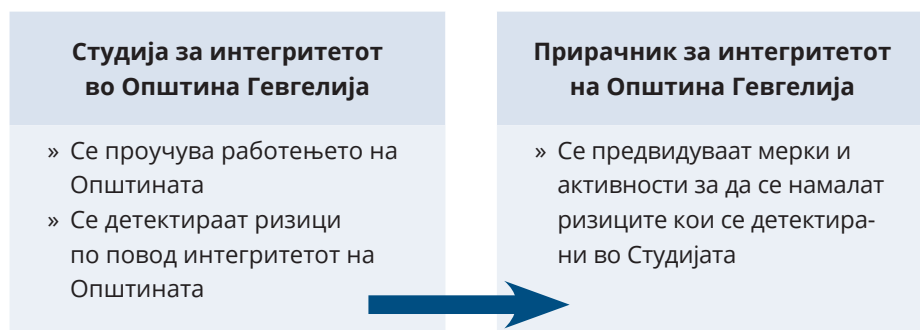 Студија за интегритетот
во Општина Гевгелија
» Се проучува работењето на
Општината
» Се детектираат ризици
по повод интегритетот на
Општината
Прирачник за интегритетот
на Општина Гевгелија
» Се предвидуваат мерки и
активности за да се намалат
ризиците кои се детектира-
ни во Студијата